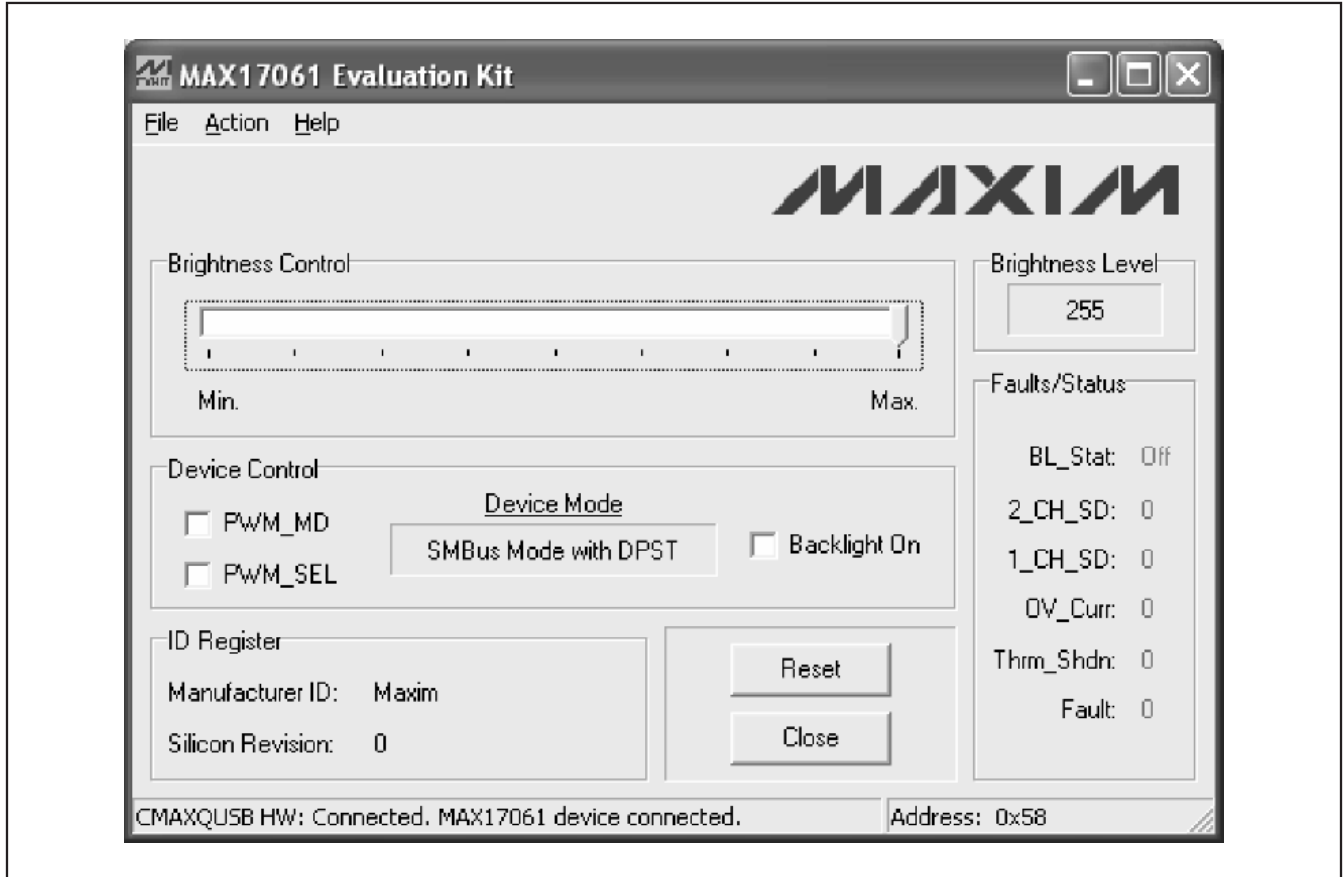 MAX17061 Evaluation Kit
File Action Help
MAXIM
Brightness Control
Min. Max.
Brightness Level
255
Device Control
PWM_MD
PWM_SEL
Device Mode
SMBus Mode with DPST
Backlight On
Faults/Status
BL_Stat: Off
2_CH_SD: 0
1_CH_SD: 0
OV_Curr: 0
Thrm_Shdn: 0
Fault: 0
ID Register
Manufacturer ID: Maxim
Silicon Revision: 0
Reset
Close
CMAXQUSB HW: Connected. MAX17061 device connected.
Address: 0x58